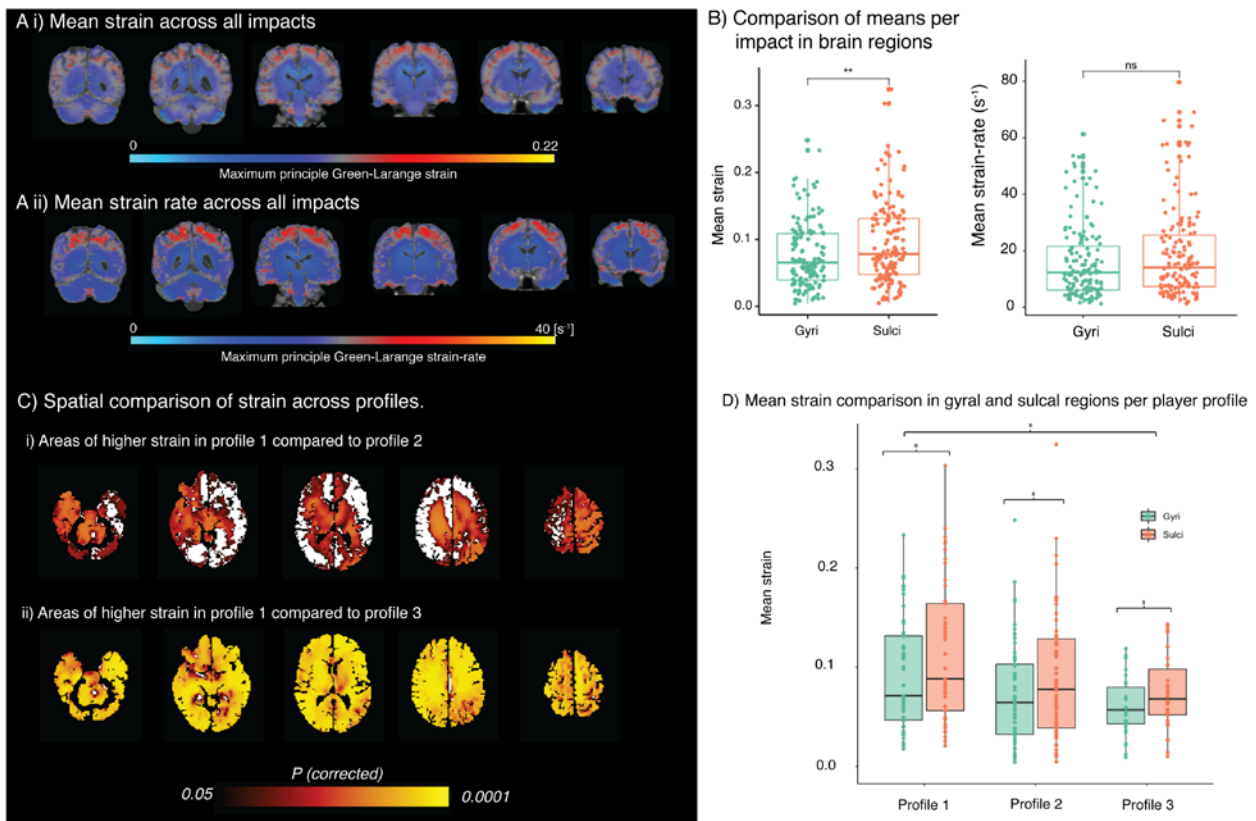 A i) Mean strain across all impacts
0
0.22
Maximum principle Green-Larange strain
A ii) Mean strain rate across all impacts
0
40 [s⁻¹]
Maximum principle Green-Larange strain-rate
B) Comparison of means per
impact in brain regions
**
Mean strain
0.3
0.2
0.1
0.0
Gyri
Sulci
ns
Mean strain-rate (s⁻¹)
80
60
40
20
0
Gyri
Sulci
C) Spatial comparison of strain across profiles.
i) Areas of higher strain in profile 1 compared to profile 2
ii) Areas of higher strain in profile 1 compared to profile 3
P (corrected)
0.05
0.0001
D) Mean strain comparison in gyral and sulcal regions per player profile
*
*
*
*
Gyri
Sulci
Mean strain
0.3
0.2
0.1
0.0
Profile 1
Profile 2
Profile 3